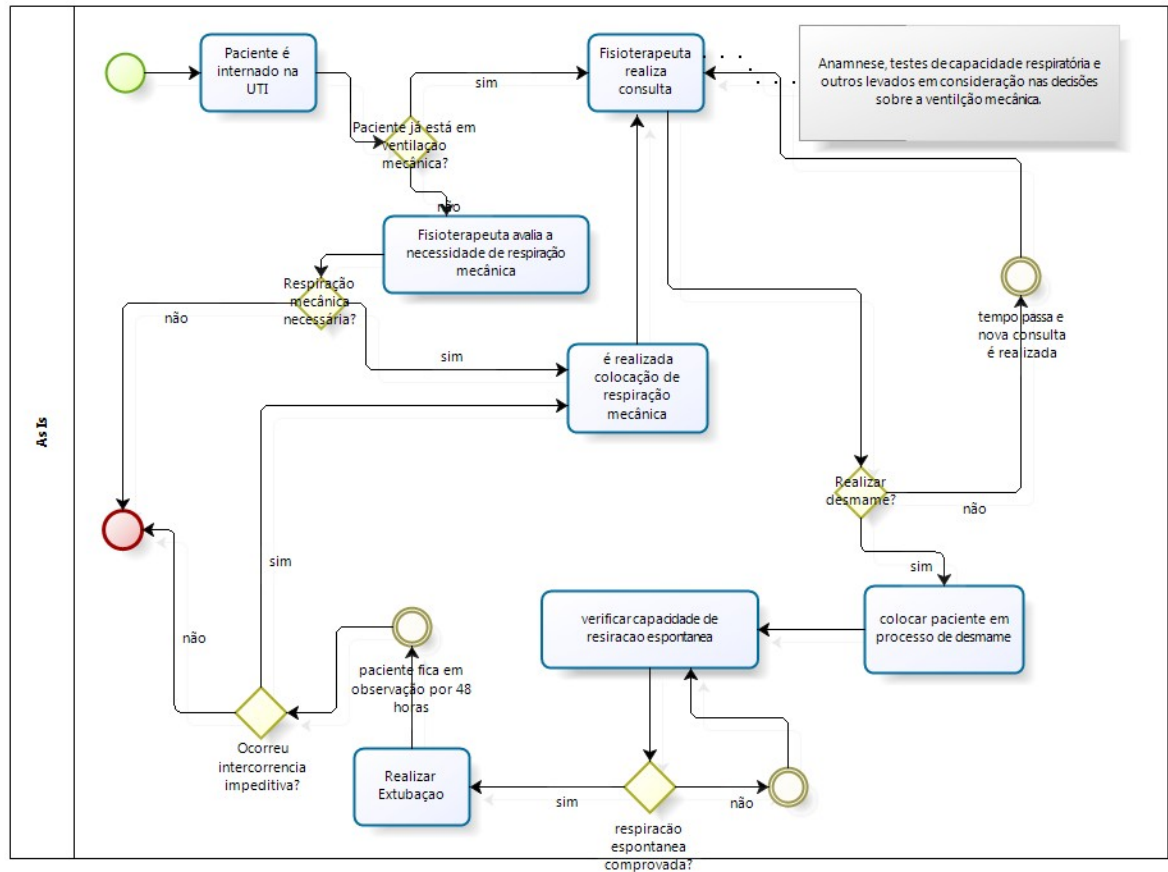 As Is
Paciente é
internado na
UTI
Paciente já está em
ventilação
mecânica?
sim
não
Fisioterapeuta
realiza
consulta
Anamnese, testes de capacidade respiratória e
outros levados em consideração nas decisões
sobre a ventilção mecânica.
Fisioterapeuta avalia a
necessidade de respiração
mecânica
Respiração
mecânica
necessária?
não
sim
é realizada
colocação de
respiração
mecânica
tempo passa e
nova consulta
é realizada
Realizar
desmame?
não
sim
colocar paciente em
processo de desmame
verificar capacidade de
resiracao espontanea
respiracão
espontanea
comprovada?
não
sim
Realizar
Extubaçao
paciente fica em
observação por 48
horas
Ocorreu
intercorrencia
impeditiva?
sim
não